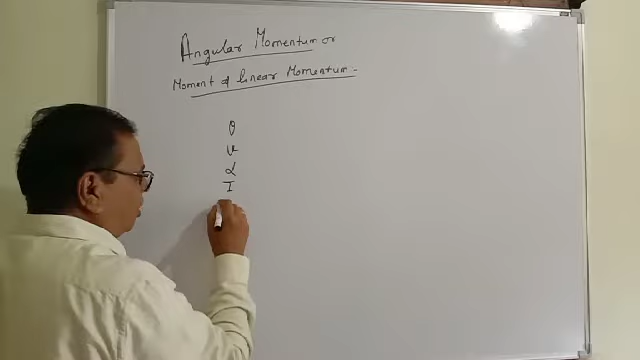 Angular Momentum or
Moment of linear Momentum -
θ
α
I